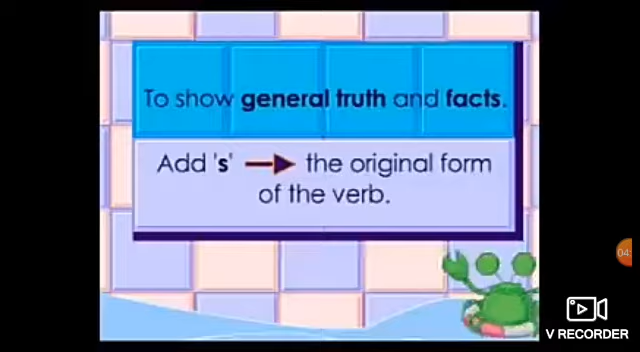 To show general truth and facts.
Add 's' → the original form
of the verb.
04
V RECORDER